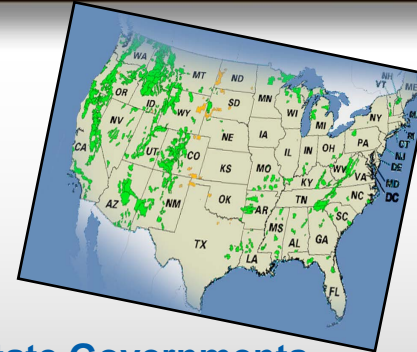 WA
MT
ND
MN
OR
ID
SD
WI
MI
NH
VT
ME
NY
WY
NV
NE
IA
IL
IN
OH
PA
CT
NJ
DE
MD
DC
CA
UT
CO
KS
MO
KY
WV
VA
NC
TN
AZ
NM
OK
AR
SC
MS
AL
GA
TX
LA
FL
ate Governments